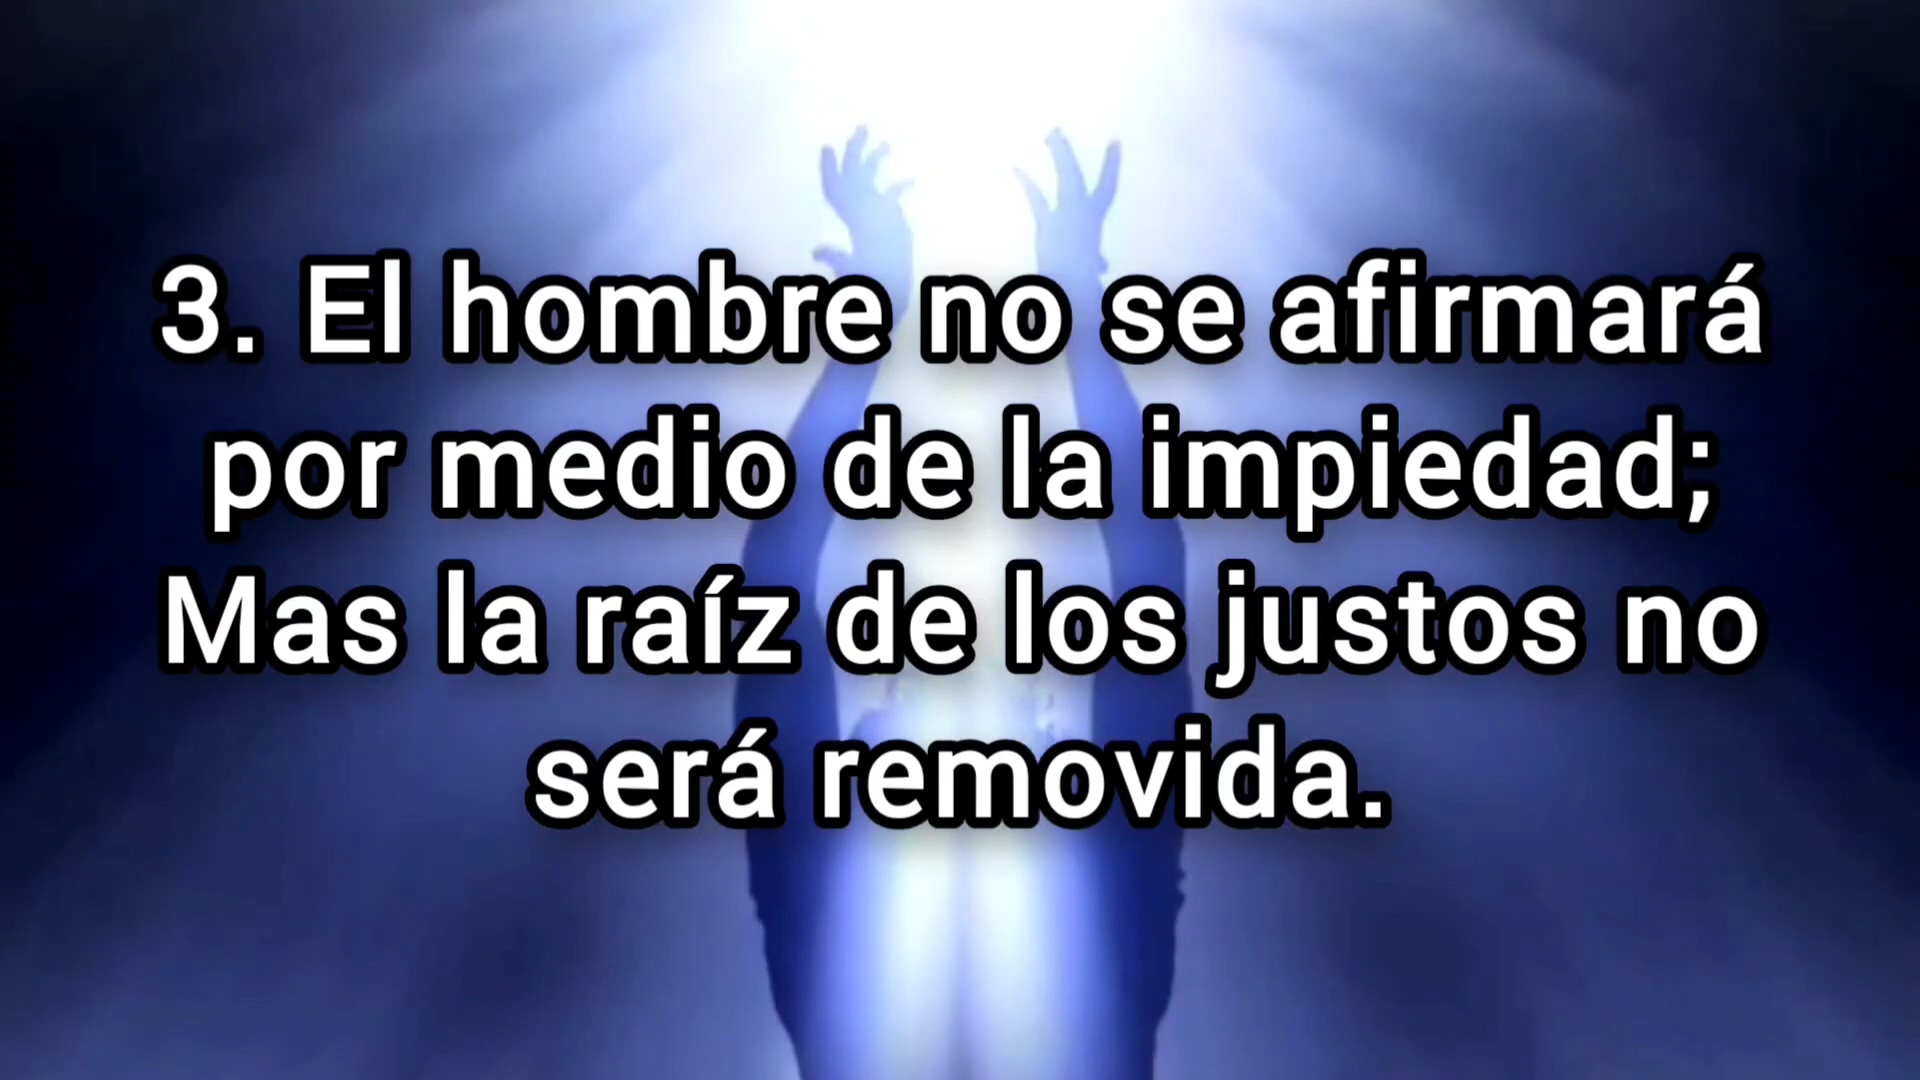 3. El hombre no se afirmará
por medio de la impiedad;
Mas la raíz de los justos no
será removida.